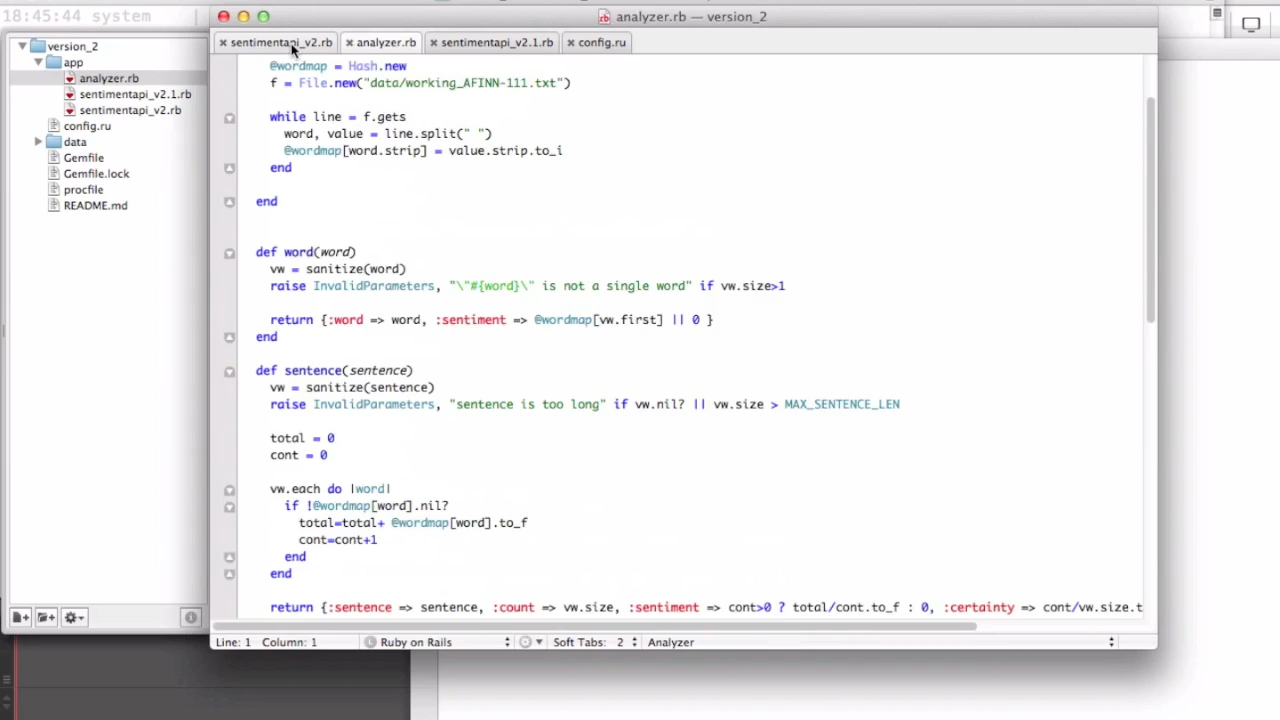 18:45:44 system
analyzer.rb — version_2
sentimentapi_v2.rb
analyzer.rb
sentimentapi_v2.1.rb
config.ru
version_2
app
analyzer.rb
sentimentapi_v2.1.rb
sentimentapi_v2.rb
config.ru
data
Gemfile
Gemfile.lock
procfile
README.md
@wordmap = Hash.new
f = File.new("data/working_AFINN-111.txt")
while line = f.gets
word, value = line.split(" ")
@wordmap[word.strip] = value.strip.to_i
end
end
def word(word)
vw = sanitize(word)
raise InvalidParameters, "\"#{word}\" is not a single word" if vw.size>1
return {:word => word, :sentiment => @wordmap[vw.first] || 0 }
end
def sentence(sentence)
vw = sanitize(sentence)
raise InvalidParameters, "sentence is too long" if vw.nil? || vw.size > MAX_SENTENCE_LEN
total = 0
cont = 0
vw.each do |word|
if !@wordmap[word].nil?
total=total+ @wordmap[word].to_f
cont=cont+1
end
end
return {:sentence => sentence, :count => vw.size, :sentiment => cont>0 ? total/cont.to_f : 0, :certainty => cont/vw.size.t
Line: 1 Column: 1
Ruby on Rails
Soft Tabs: 2
Analyzer